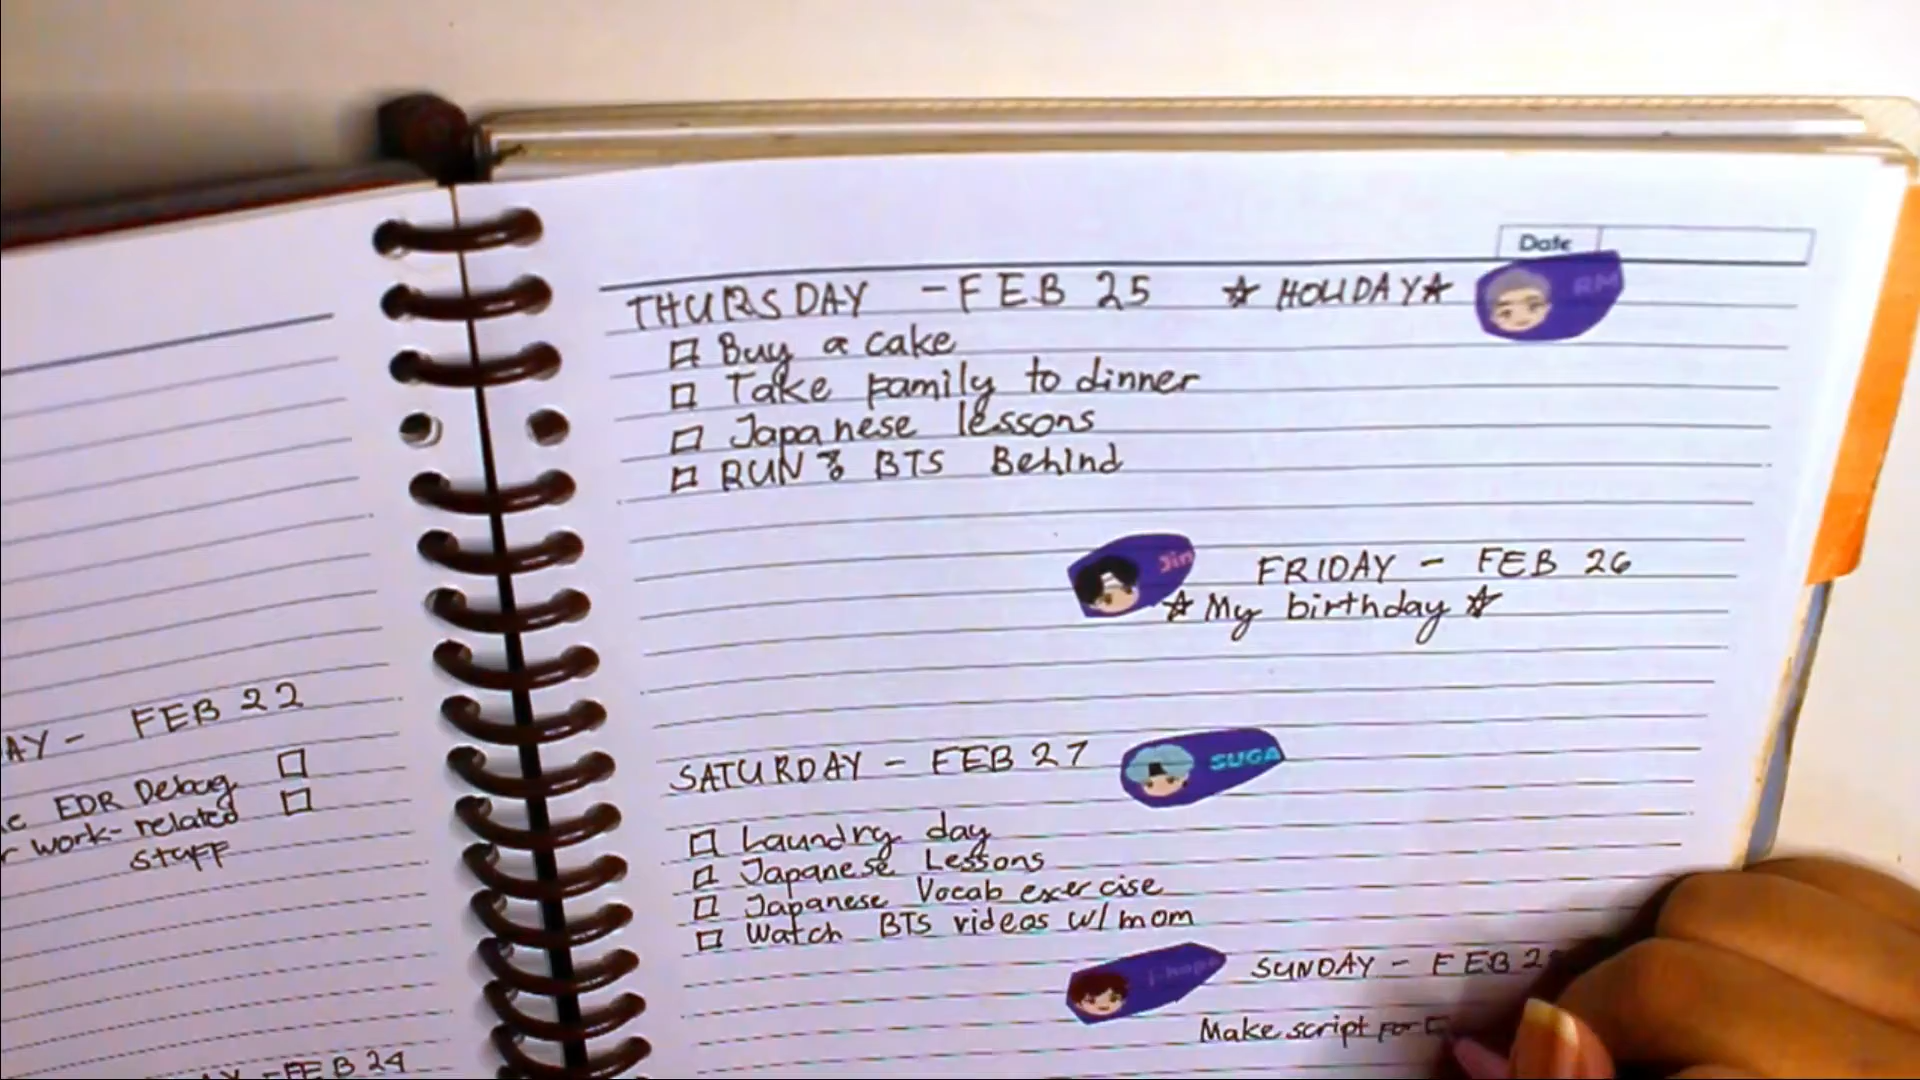 AY - FEB 22
EDR Debug
work-related
stuff
- FEB 24
Date
THURSDAY - FEB 25 ☆ HOLIDAY ☆ RM
□ Buy a cake
□ Take family to dinner
□ Japanese lessons
□ RUN% BTS Behind
Jin FRIDAY - FEB 26
☆ My birthday ☆
SATURDAY - FEB 27 SUGA
□ Laundry day
□ Japanese Lessons
□ Japanese Vocab exercise
□ Watch BTS videos w/ mom
j-hope SUNDAY - FEB
Make script for